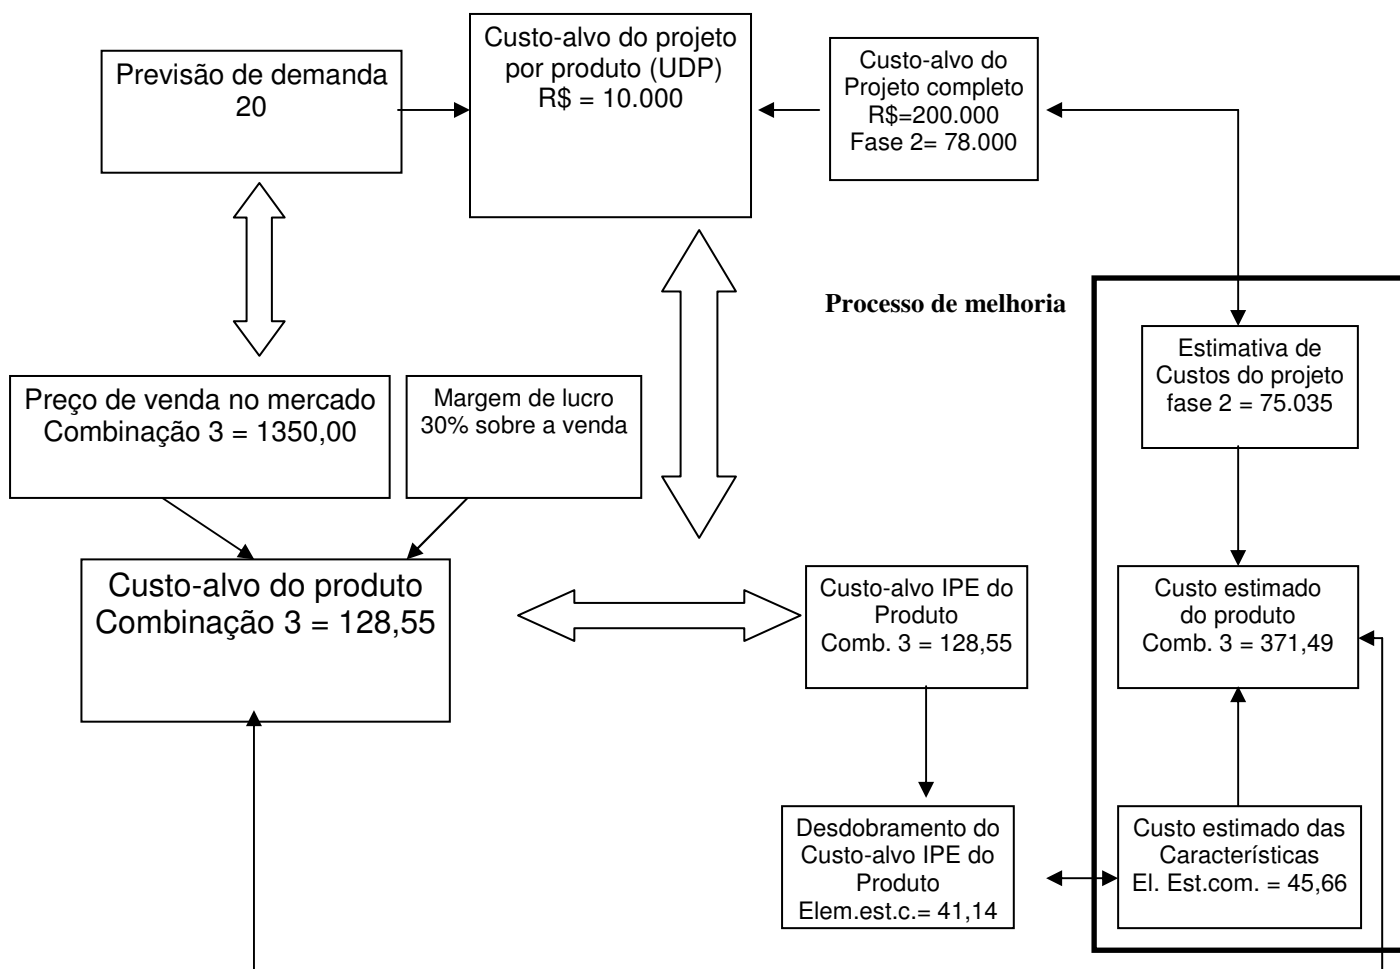 Previsão de demanda
20
Custo-alvo do projeto
por produto (UDP)
R$ = 10.000
Custo-alvo do
Projeto completo
R$=200.000
Fase 2= 78.000
Processo de melhoria
Estimativa de
Custos do projeto
fase 2 = 75.035
Preço de venda no mercado
Combinação 3 = 1350,00
Margem de lucro
30% sobre a venda
Custo-alvo do produto
Combinação 3 = 128,55
Custo-alvo IPE do
Produto
Comb. 3 = 128,55
Custo estimado
do produto
Comb. 3 = 371,49
Desdobramento do
Custo-alvo IPE do
Produto
Elem.est.c.= 41,14
Custo estimado das
Características
El. Est.com. = 45,66